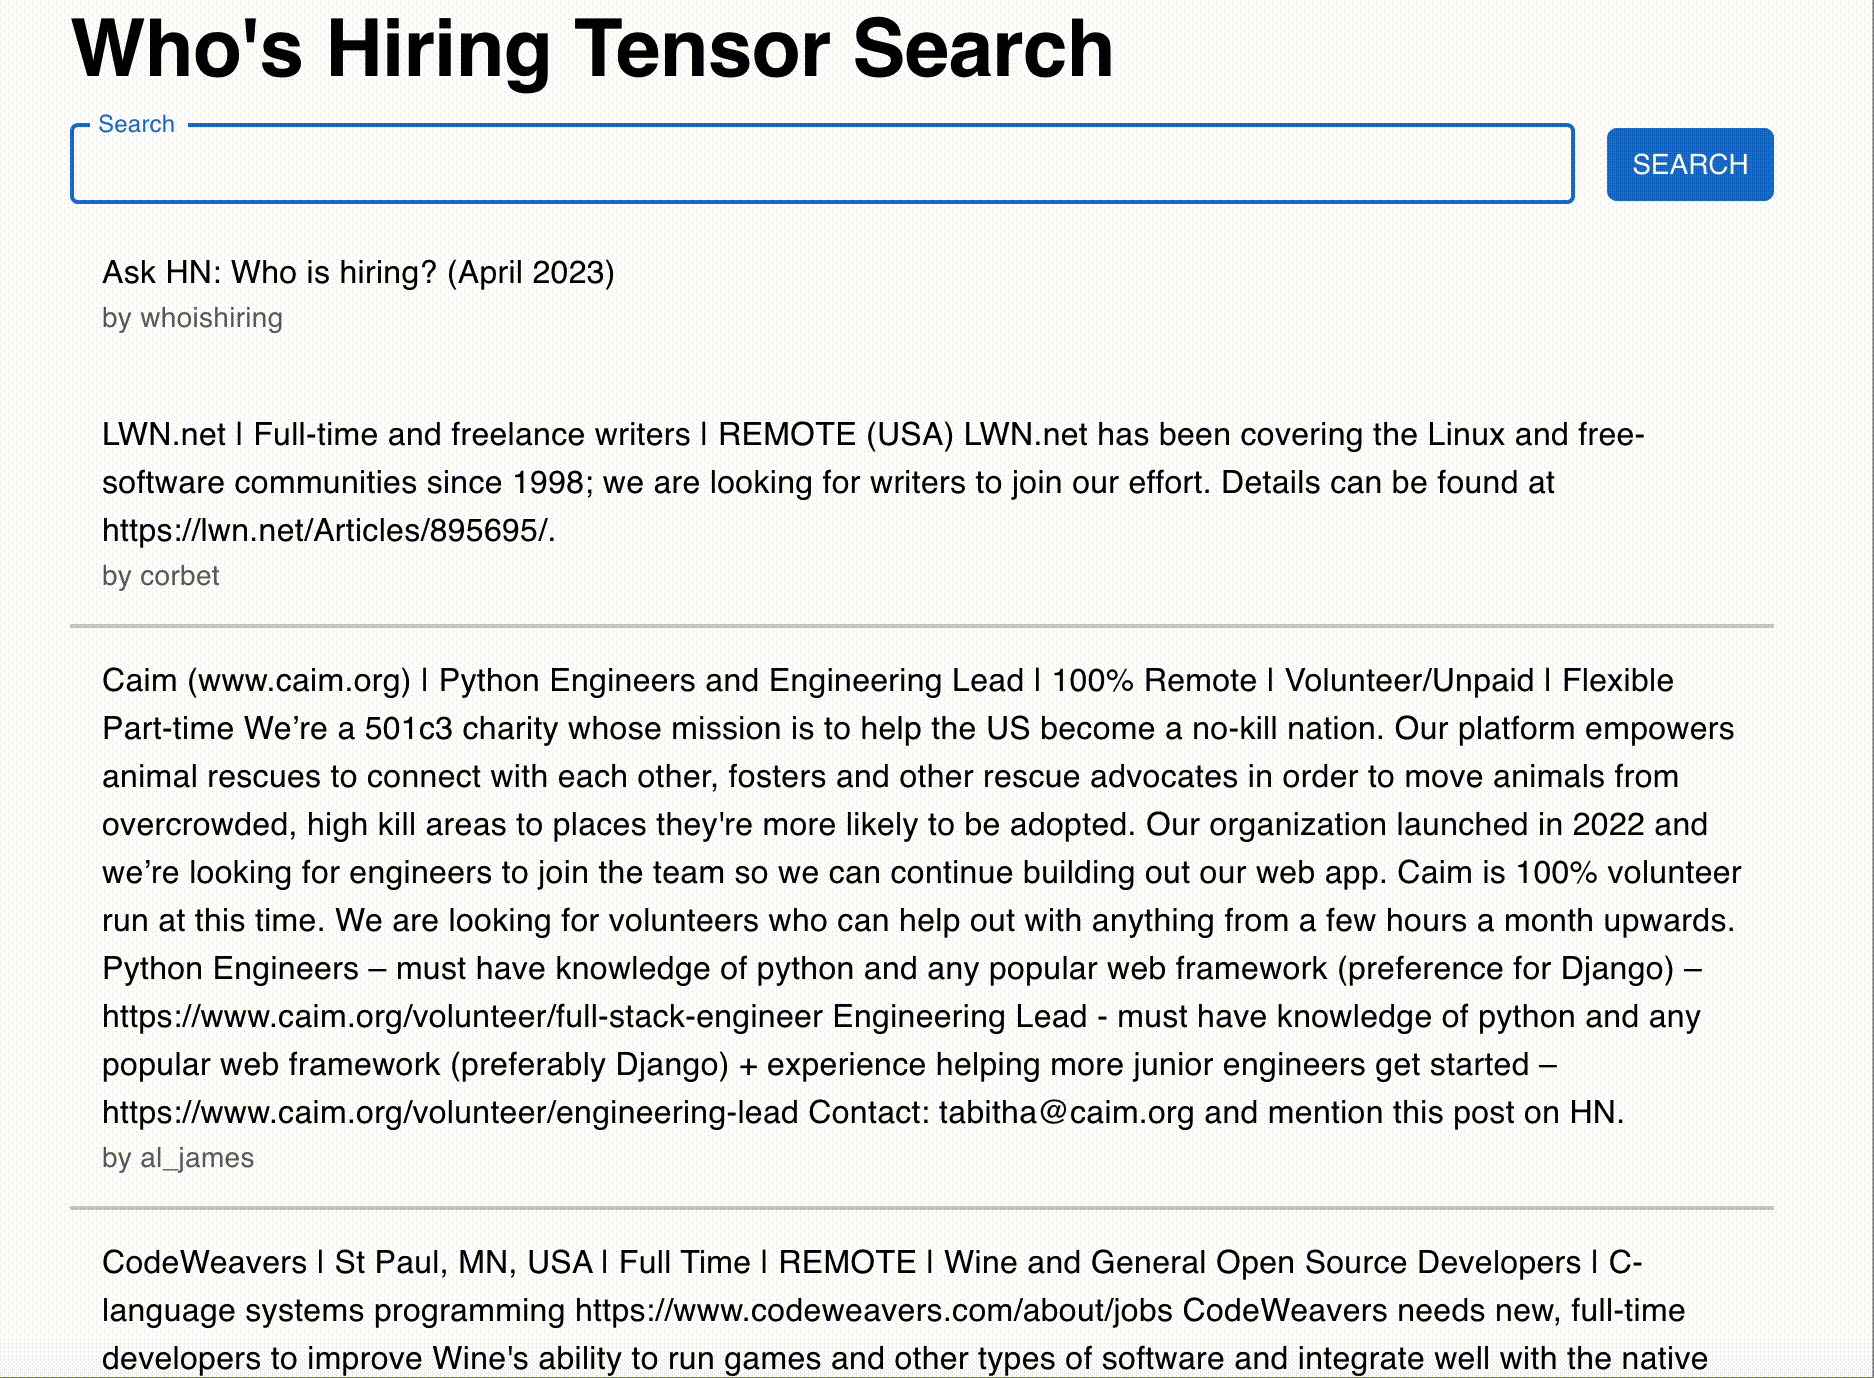 Who's Hiring Tensor Search
Search
SEARCH
Ask HN: Who is hiring? (April 2023)
by whoishiring
LWN.net | Full-time and freelance writers | REMOTE (USA) LWN.net has been covering the Linux and free-
software communities since 1998; we are looking for writers to join our effort. Details can be found at
https://lwn.net/Articles/895695/.
by corbet
Caim (www.caim.org) | Python Engineers and Engineering Lead | 100% Remote | Volunteer/Unpaid | Flexible
Part-time We’re a 501c3 charity whose mission is to help the US become a no-kill nation. Our platform empowers
animal rescues to connect with each other, fosters and other rescue advocates in order to move animals from
overcrowded, high kill areas to places they're more likely to be adopted. Our organization launched in 2022 and
we’re looking for engineers to join the team so we can continue building out our web app. Caim is 100% volunteer
run at this time. We are looking for volunteers who can help out with anything from a few hours a month upwards.
Python Engineers – must have knowledge of python and any popular web framework (preference for Django) –
https://www.caim.org/volunteer/full-stack-engineer Engineering Lead - must have knowledge of python and any
popular web framework (preferably Django) + experience helping more junior engineers get started –
https://www.caim.org/volunteer/engineering-lead Contact: tabitha@caim.org and mention this post on HN.
by al_james
CodeWeavers | St Paul, MN, USA | Full Time | REMOTE | Wine and General Open Source Developers | C-
language systems programming https://www.codeweavers.com/about/jobs CodeWeavers needs new, full-time
developers to improve Wine's ability to run games and other types of software and integrate well with the native